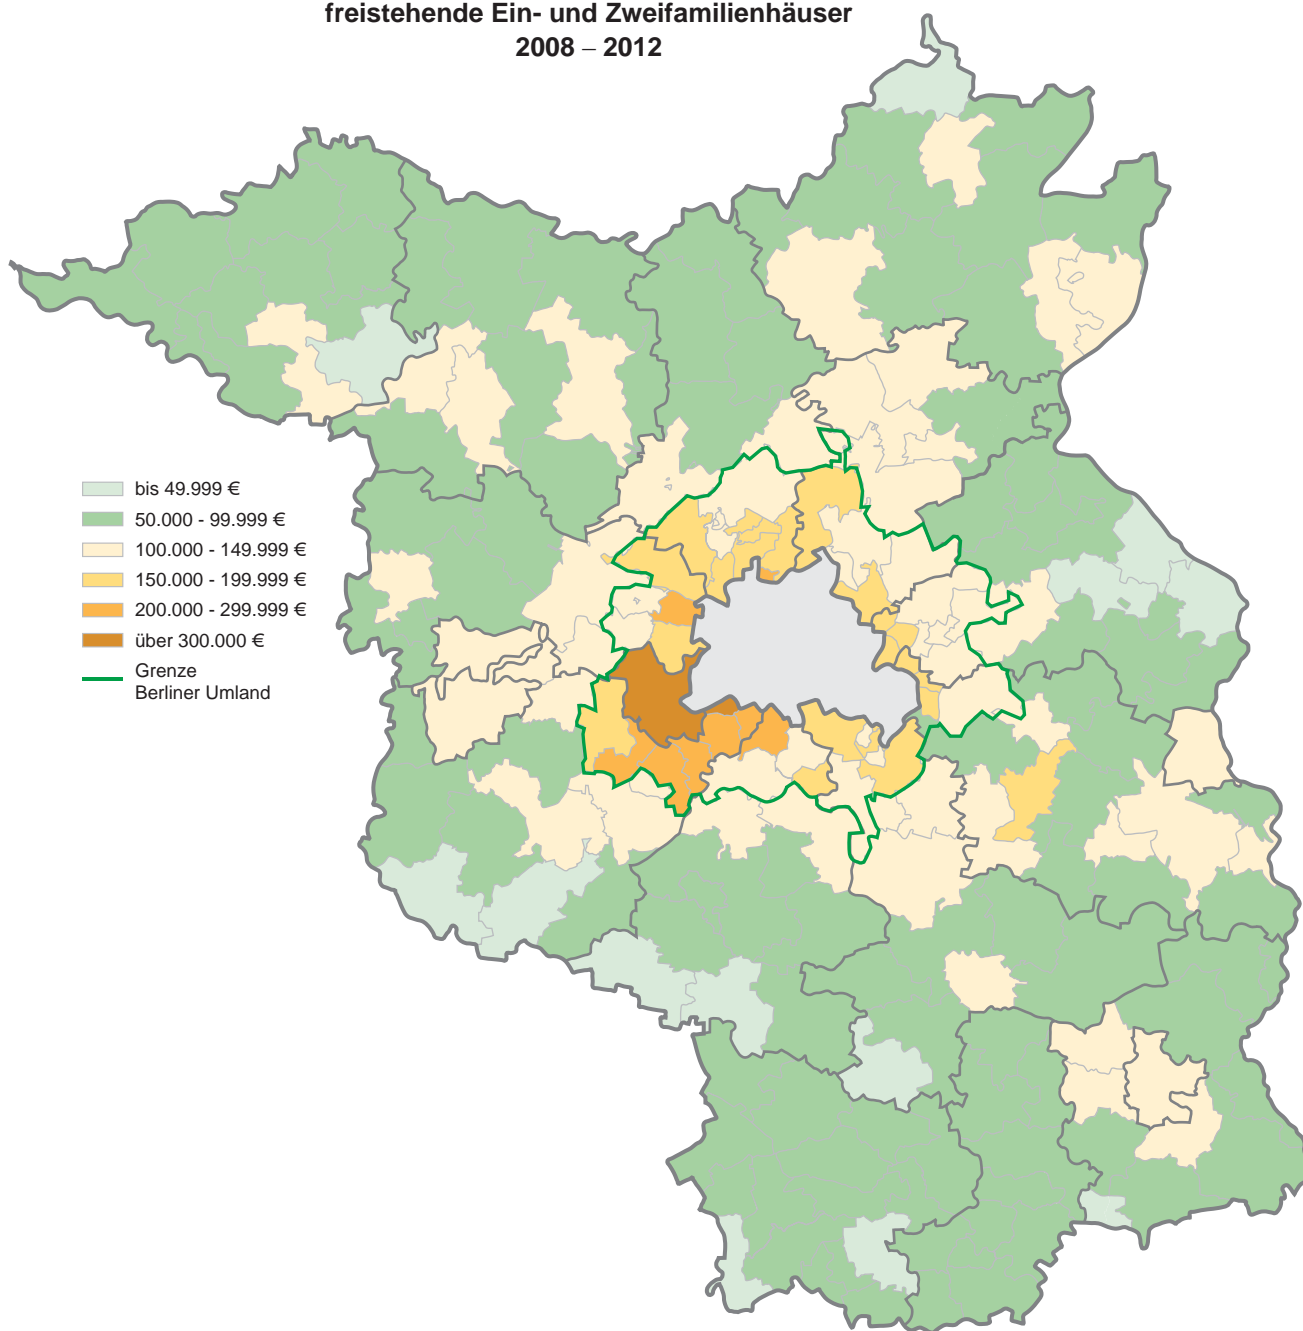 freistehende Ein- und Zweifamilienhäuser
2008 – 2012
bis 49.999 €
50.000 - 99.999 €
100.000 - 149.999 €
150.000 - 199.999 €
200.000 - 299.999 €
über 300.000 €
Grenze
Berliner Umland